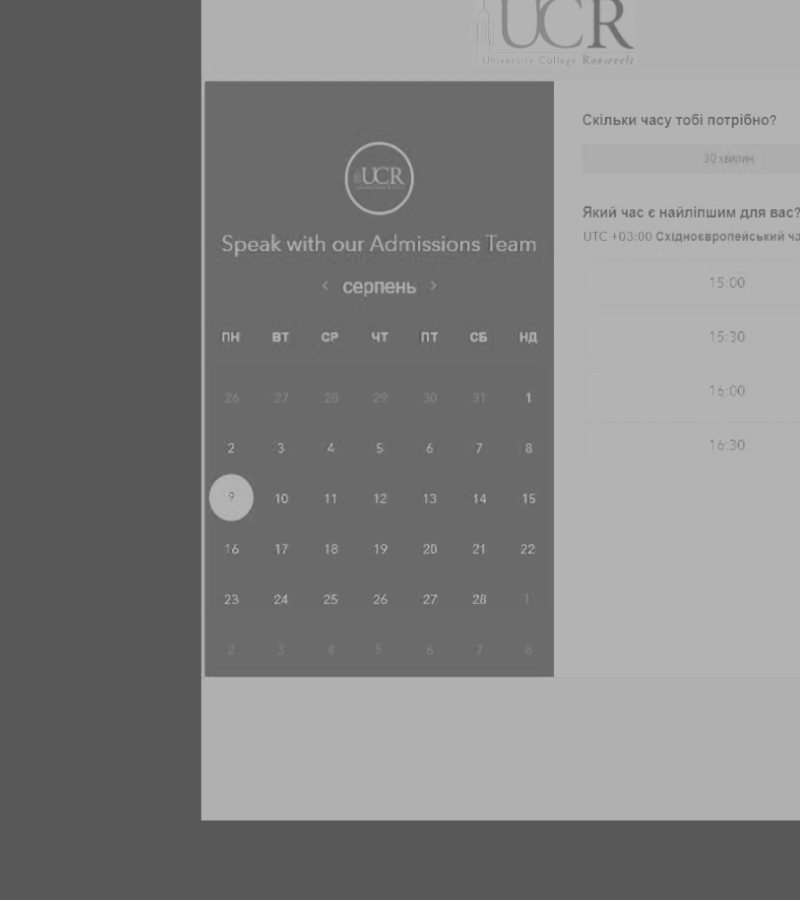 UCR
University College Roosevelt
UCR
Speak with our Admissions Team
< серпень >
ПН ВТ СР ЧТ ПТ СБ НД
26 27 28 29 30 31 1
2 3 4 5 6 7 8
9 10 11 12 13 14 15
16 17 18 19 20 21 22
23 24 25 26 27 28 1
2 3 4 5 6 7 8
Скільки часу тобі потрібно?
30 хвилин
Який час є найліпшим для вас?
UTC +03:00 Східноєвропейський ча
15:00
15:30
16:00
16:30